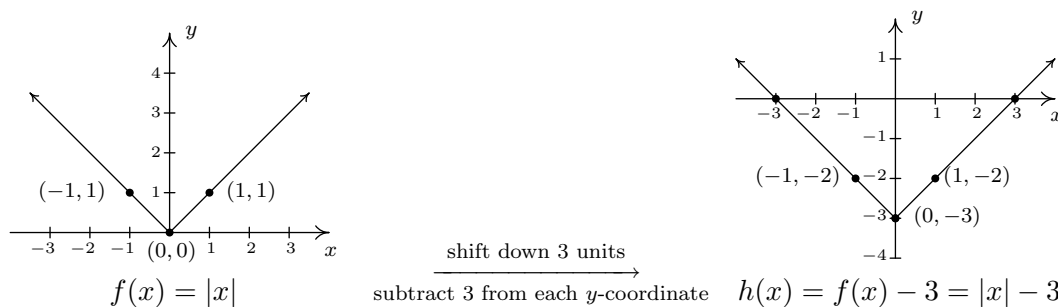 y
4
3
2
1
(−1, 1)
(1, 1)
−3 −2 −1
(0, 0)
1 2 3
x
f(x) = |x|
shift down 3 units
subtract 3 from each y-coordinate
y
1
−3 −2 −1
1 2 3
x
−1
−2
−3
−4
(−1, −2)
(1, −2)
(0, −3)
h(x) = f(x) − 3 = |x| − 3